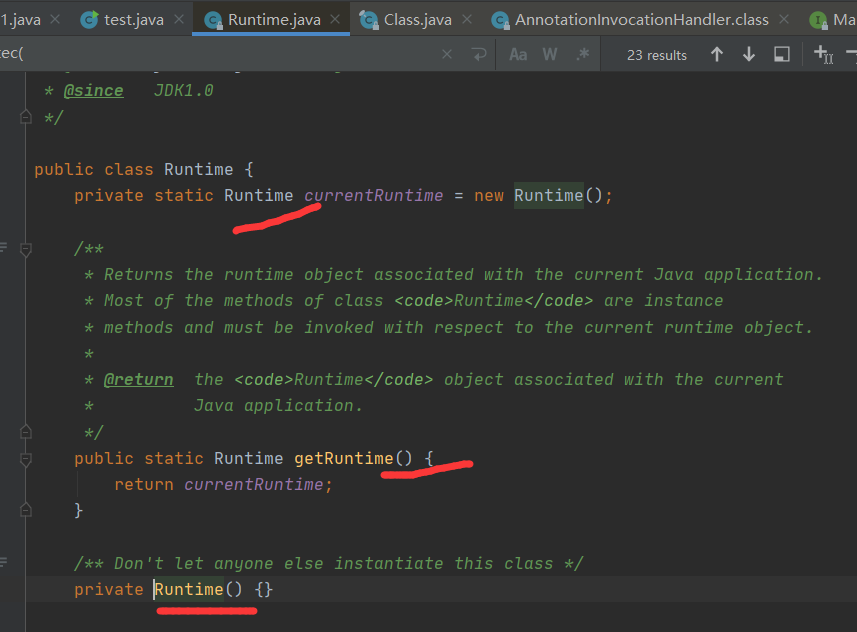 1.java × test.java × Runtime.java × Class.java × AnnotationInvocationHandler.class × Ma
ec( × Aa W .* 23 results
* @since JDK1.0
*/
public class Runtime {
private static Runtime currentRuntime = new Runtime();
/**
* Returns the runtime object associated with the current Java application.
* Most of the methods of class <code>Runtime</code> are instance
* methods and must be invoked with respect to the current runtime object.
*
* @return the <code>Runtime</code> object associated with the current
* Java application.
*/
public static Runtime getRuntime() {
return currentRuntime;
}
/** Don't let anyone else instantiate this class */
private Runtime() {}